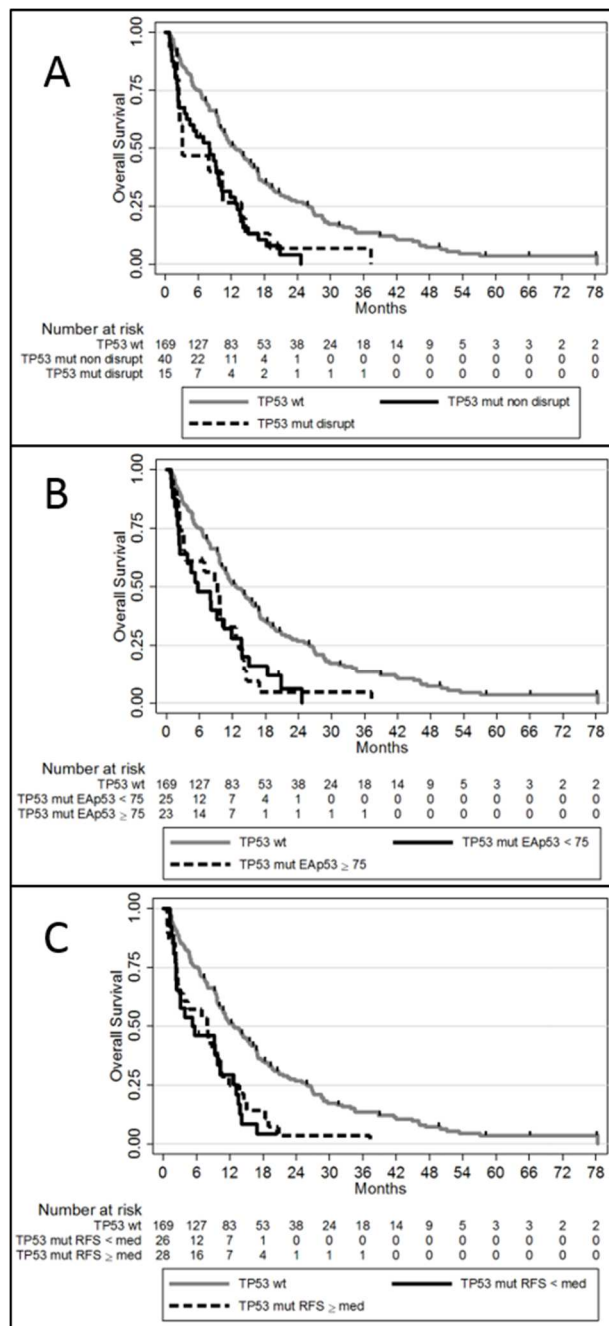 A
Overall Survival
1.00
0.75
0.50
0.25
0.00
0 6 12 18 24 30 36 42 48 54 60 66 72 78
Months
Number at risk
TP53 wt 169 127 83 53 38 24 18 14 9 5 3 3 2 2
TP53 mut non disrupt 40 22 11 4 1 0 0 0 0 0 0 0 0 0
TP53 mut disrupt 15 7 4 2 1 1 1 0 0 0 0 0 0 0
TP53 wt TP53 mut non disrupt
TP53 mut disrupt
B
Overall Survival
1.00
0.75
0.50
0.25
0.00
0 6 12 18 24 30 36 42 48 54 60 66 72 78
Months
Number at risk
TP53 wt 169 127 83 53 38 24 18 14 9 5 3 3 2 2
TP53 mut EAp53 < 75 25 12 7 4 1 0 0 0 0 0 0 0 0 0
TP53 mut EAp53 ≥ 75 23 14 7 1 1 1 1 0 0 0 0 0 0 0
TP53 wt TP53 mut EAp53 < 75
TP53 mut EAp53 ≥ 75
C
Overall Survival
1.00
0.75
0.50
0.25
0.00
0 6 12 18 24 30 36 42 48 54 60 66 72 78
Months
Number at risk
TP53 wt 169 127 83 53 38 24 18 14 9 5 3 3 2 2
TP53 mut RFS < med 26 12 7 1 0 0 0 0 0 0 0 0 0 0
TP53 mut RFS ≥ med 28 16 7 4 1 1 1 0 0 0 0 0 0 0
TP53 wt TP53 mut RFS < med
TP53 mut RFS ≥ med